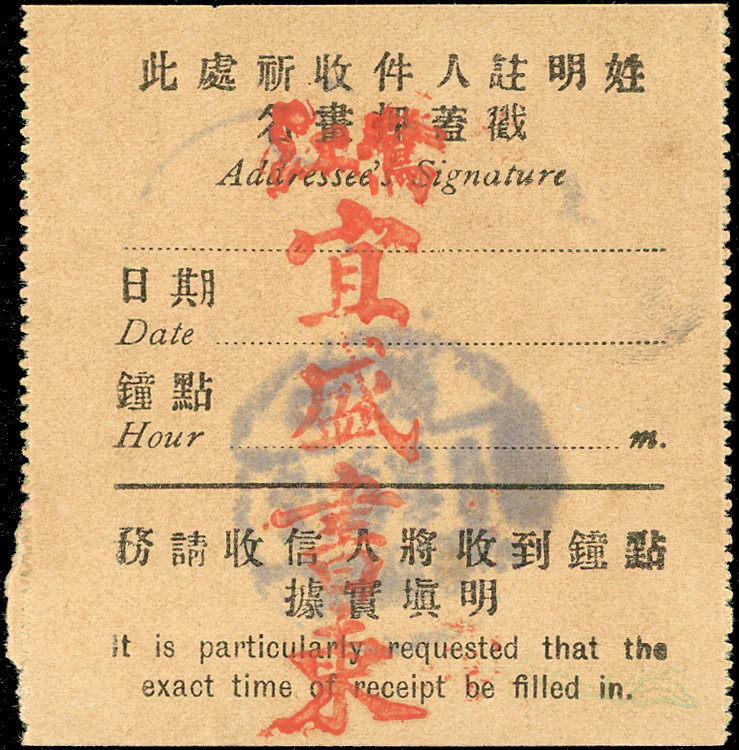 此處祈收件人註明姓
名畫押蓋戳
Addressee's Signature
日期
Date
鐘點
Hour m.
務請收信人將收到鐘點
據實填明
It is particularly requested that the
exact time of receipt be filled in.
宜盛書柬